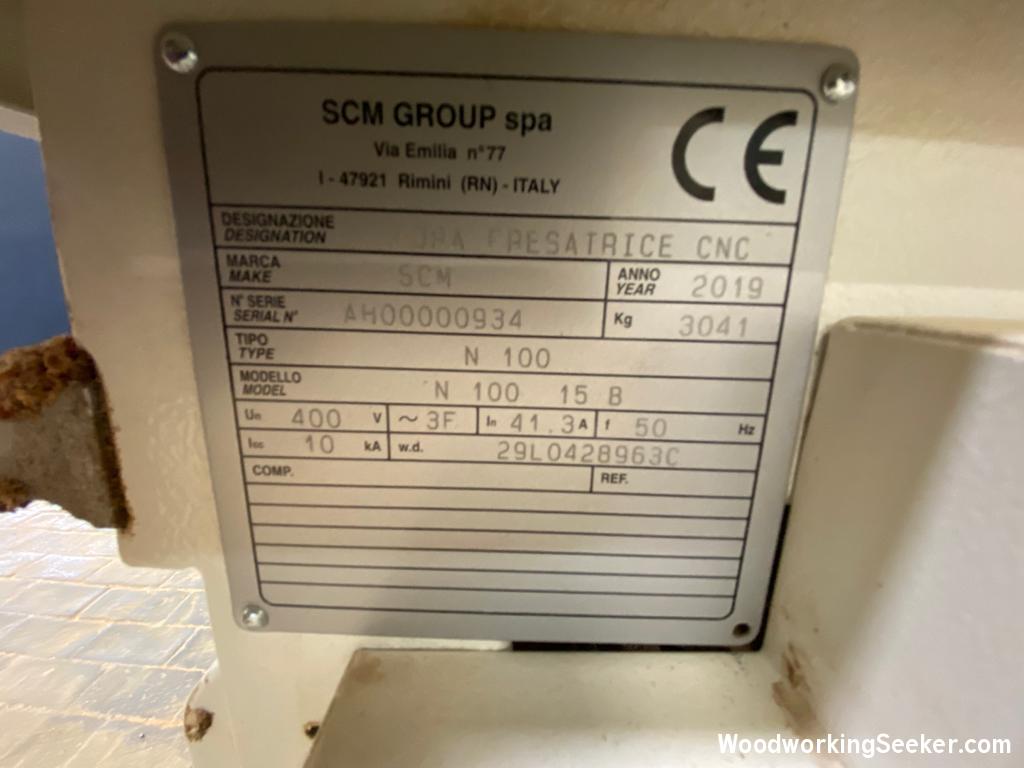 SCM GROUP spa
Via Emilia n°77
I - 47921 Rimini (RN) - ITALY
CE
DESIGNAZIONE
DESIGNATION
FRESATRICE CNC
MARCA
MAKE
SCM
ANNO
YEAR
2019
N° SERIE
SERIAL N°
AH00000934
Kg
3041
TIPO
TYPE
N 100
MODELLO
MODEL
N 100 15 B
Un 400 V ~ 3F In 41.3 A f 50 Hz
Icc 10 kA w.d. 29L0428963C
COMP. REF.
WoodworkingSeeker.com